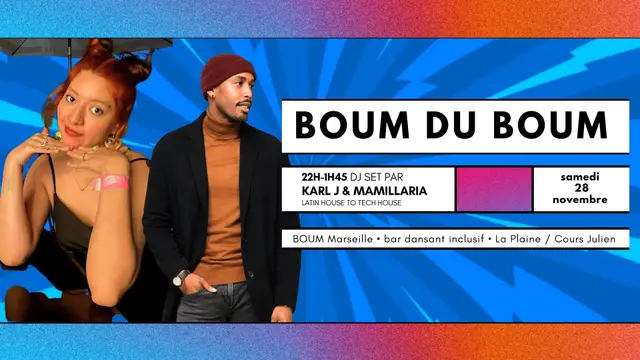 BOUM DU BOUM
22H-1H45 DJ SET PAR
KARL J & MAMILLARIA
LATIN HOUSE TO TECH HOUSE
samedi
28
novembre
BOUM Marseille • bar dansant inclusif • La Plaine / Cours Julien